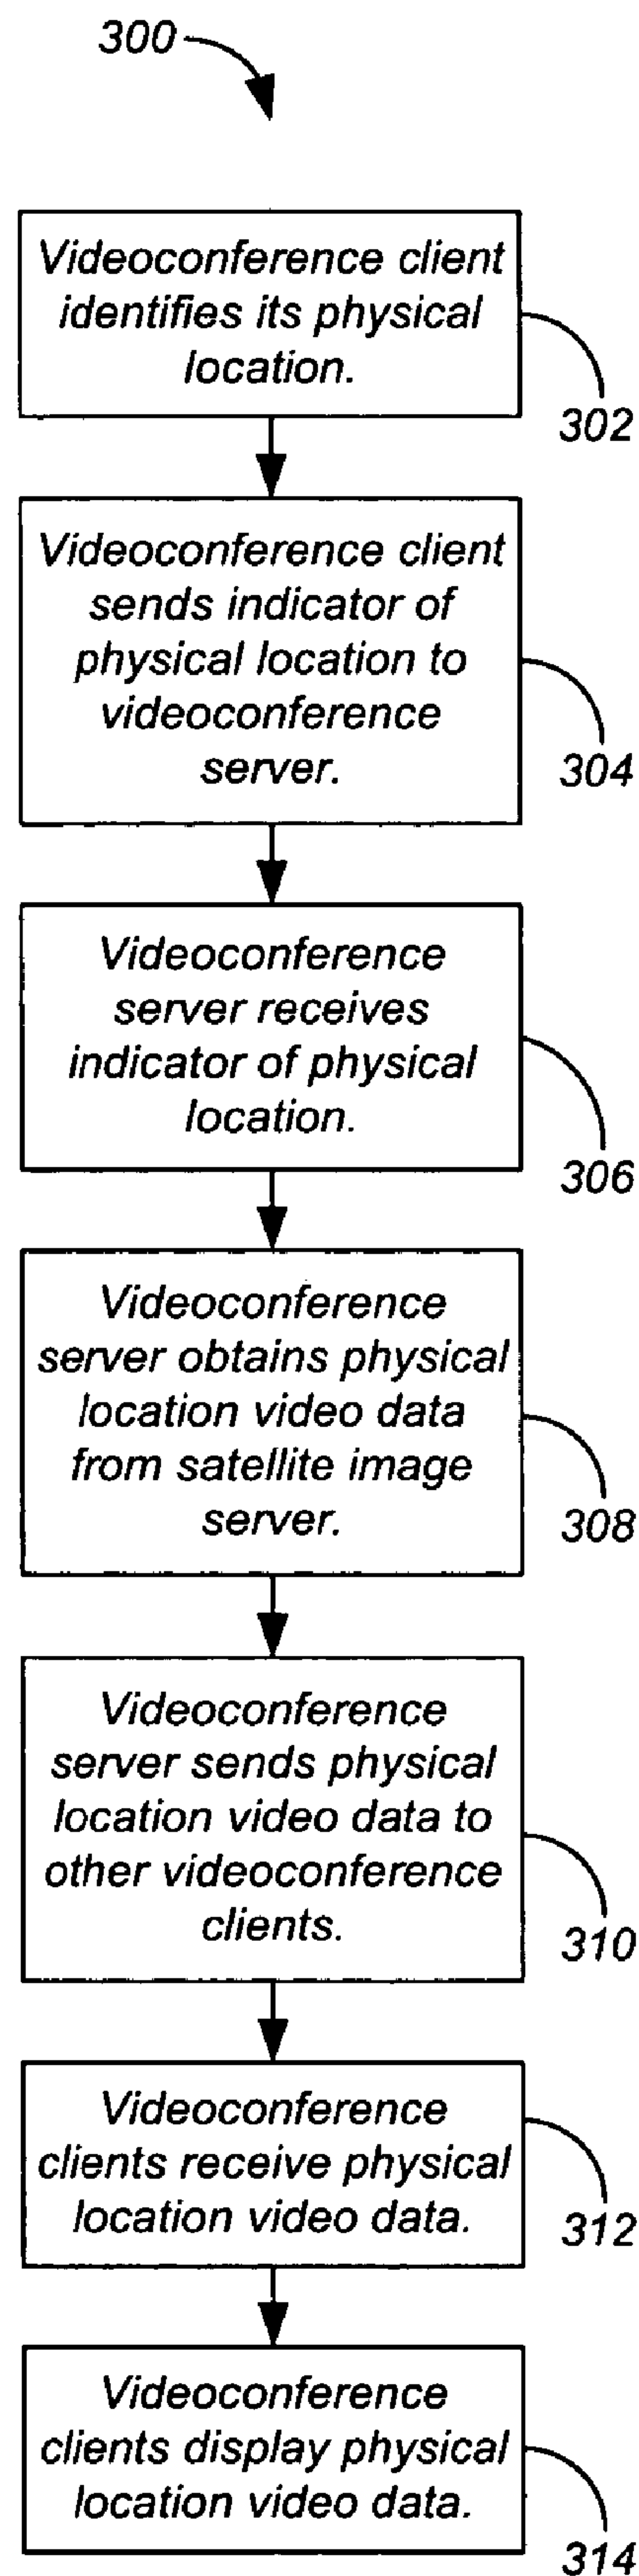 300
Videoconference client
identifies its physical
location.
302
Videoconference client
sends indicator of
physical location to
videoconference
server.
304
Videoconference
server receives
indicator of physical
location.
306
Videoconference
server obtains physical
location video data
from satellite image
server.
308
Videoconference
server sends physical
location video data to
other videoconference
clients.
310
Videoconference
clients receive physical
location video data.
312
Videoconference
clients display physical
location video data.
314